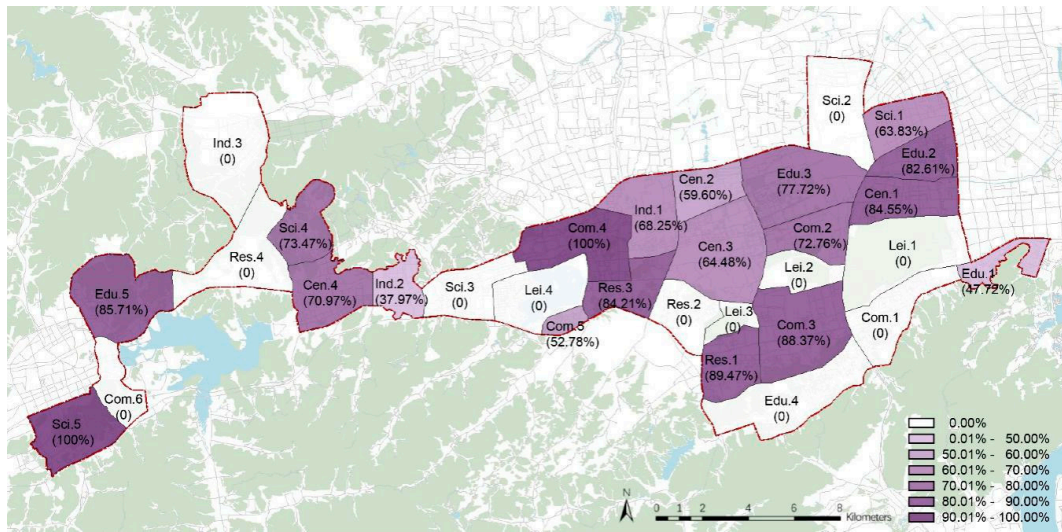 Sci.2
(0)
Sci.1
(63.83%)
Ind.3
(0)
Edu.2
(82.61%)
Cen.2
(59.60%)
Edu.3
(77.72%)
Cen.1
(84.55%)
Ind.1
(68.25%)
Sci.4
(73.47%)
Com.4
(100%)
Com.2
(72.76%)
Cen.3
(64.48%)
Lei.1
(0)
Res.4
(0)
Lei.2
(0)
Edu.1
(47.72%)
Cen.4
(70.97%)
Ind.2
(37.97%)
Sci.3
(0)
Lei.4
(0)
Res.3
(84.21%)
Edu.5
(85.71%)
Res.2
(0)
Lei.3
(0)
Com.3
(88.37%)
Com.1
(0)
Com.5
(52.78%)
Res.1
(89.47%)
Com.6
(0)
Edu.4
(0)
Sci.5
(100%)
0.00%
0.01% - 50.00%
50.01% - 60.00%
60.01% - 70.00%
70.01% - 80.00%
80.01% - 90.00%
90.01% - 100.00%
N
0 1 2 4 6 8
Kilometers